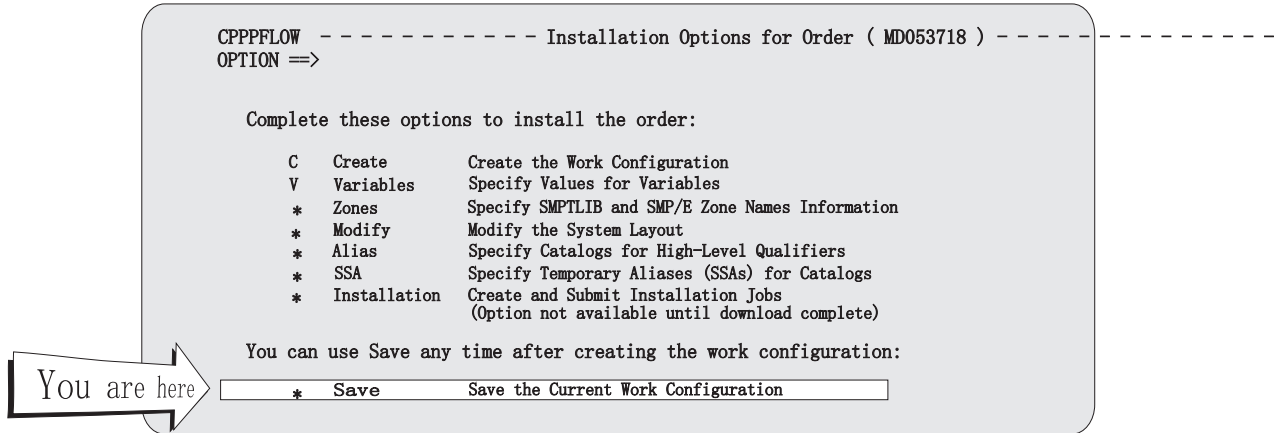 CPPPFLOW - - - - - - - - - - - Installation Options for Order ( MD053718 ) - - - - - - - - - - - - - -
OPTION ==>
Complete these options to install the order:
C Create Create the Work Configuration
V Variables Specify Values for Variables
* Zones Specify SMPTLIB and SMP/E Zone Names Information
* Modify Modify the System Layout
* Alias Specify Catalogs for High-Level Qualifiers
* SSA Specify Temporary Aliases (SSAs) for Catalogs
* Installation Create and Submit Installation Jobs
(Option not available until download complete)
You can use Save any time after creating the work configuration:
You are here
* Save Save the Current Work Configuration